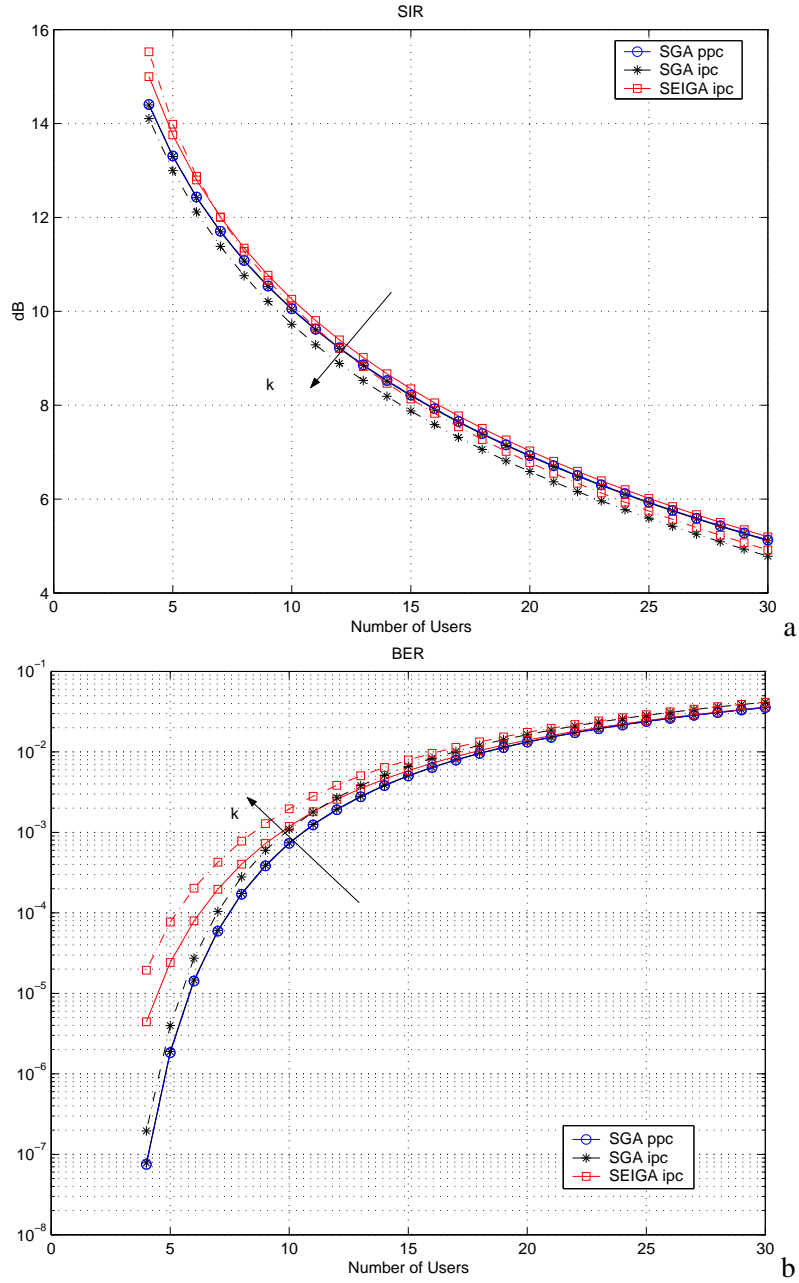 SIR
16
14
12
10
8
6
4
dB
SGA ppc
SGA ipc
SEIGA ipc
k
0 5 10 15 20 25 30
Number of Users
a
BER
10^-1
10^-2
10^-3
10^-4
10^-5
10^-6
10^-7
10^-8
k
SGA ppc
SGA ipc
SEIGA ipc
0 5 10 15 20 25 30
Number of Users
b